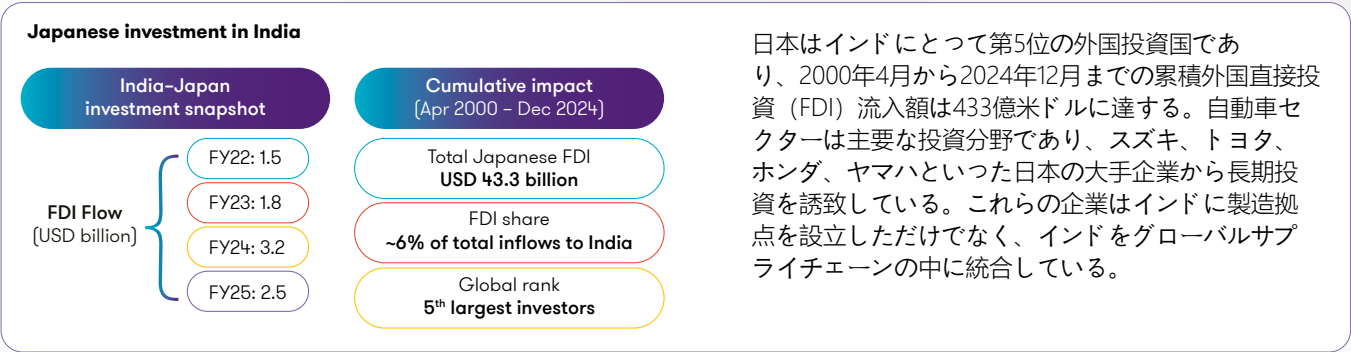 Japanese investment in India
India–Japan
investment snapshot
FDI Flow
(USD billion)
FY22: 1.5
FY23: 1.8
FY24: 3.2
FY25: 2.5
Cumulative impact
(Apr 2000 – Dec 2024)
Total Japanese FDI
USD 43.3 billion
FDI share
~6% of total inflows to India
Global rank
5th largest investors
日本はインドにとつて第5位の外国投資国であ
り、2000年4月から2024年12月までの累積外国直接投
資（FDI）流入額は433億米ドルに達する。自動車セ
クターは主要な投資分野であり、スズキ、トヨタ、
ホンダ、ヤマハといった日本の大手企業から長期投
資を誘致している。これらの企業はインドに製造拠
点を設立しただけでなく、インドをグローバルサプ
ライチェーンの中に統合している。